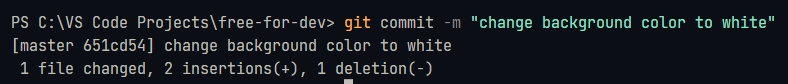 PS C:\VS Code Projects\free-for-dev> git commit -m "change background color to white"
[master 651cd54] change background color to white
 1 file changed, 2 insertions(+), 1 deletion(-)